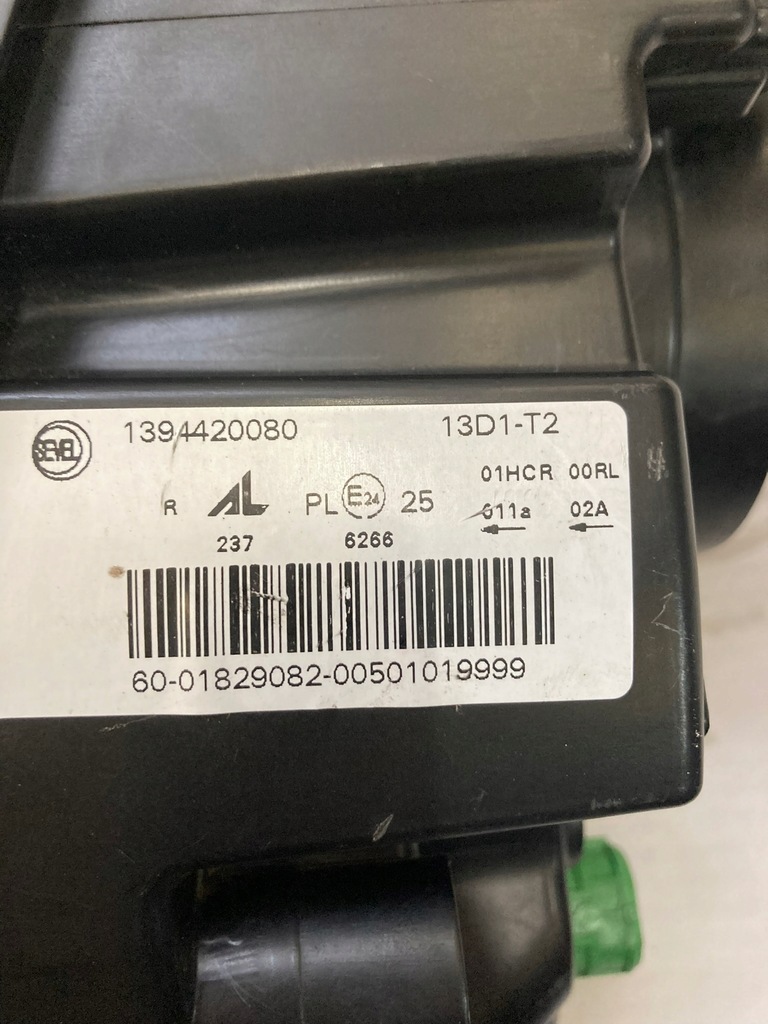 SEVEL 1394420080 13D1-T2
01HCR 00RL
R AL PL E24 25 011a 02A
237 6266
60-01829082-00501019999